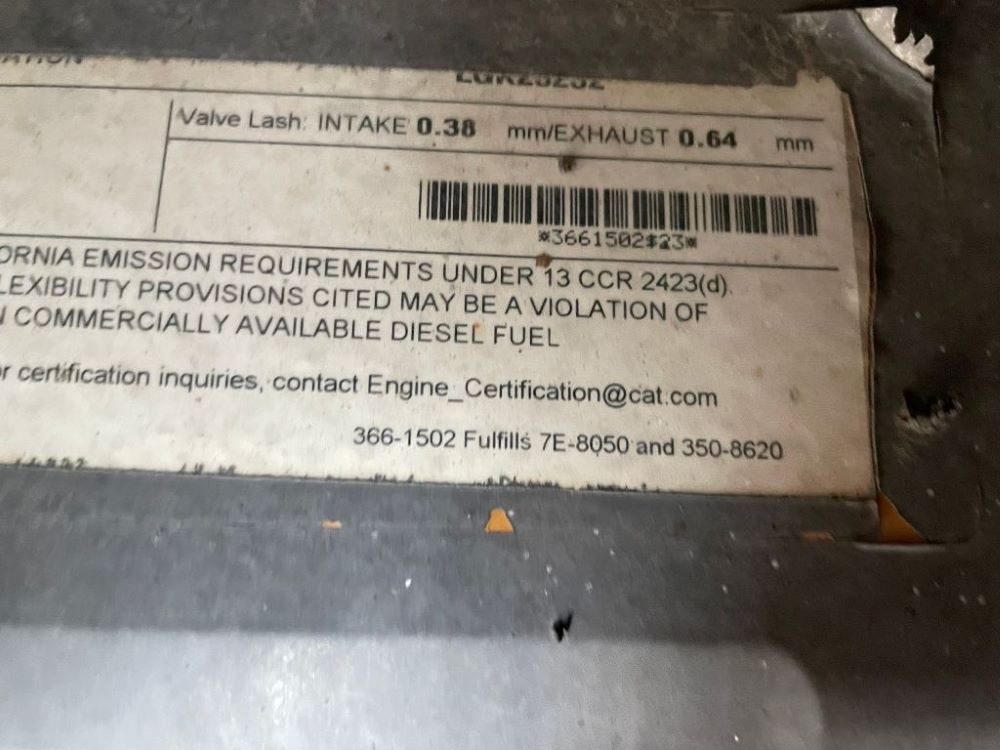 Valve Lash: INTAKE 0.38 mm/EXHAUST 0.64 mm
*3661502$23*
ORNIA EMISSION REQUIREMENTS UNDER 13 CCR 2423(d).
LEXIBILITY PROVISIONS CITED MAY BE A VIOLATION OF
N COMMERCIALLY AVAILABLE DIESEL FUEL
r certification inquiries, contact Engine_Certification@cat.com
366-1502 Fulfills 7E-8050 and 350-8620